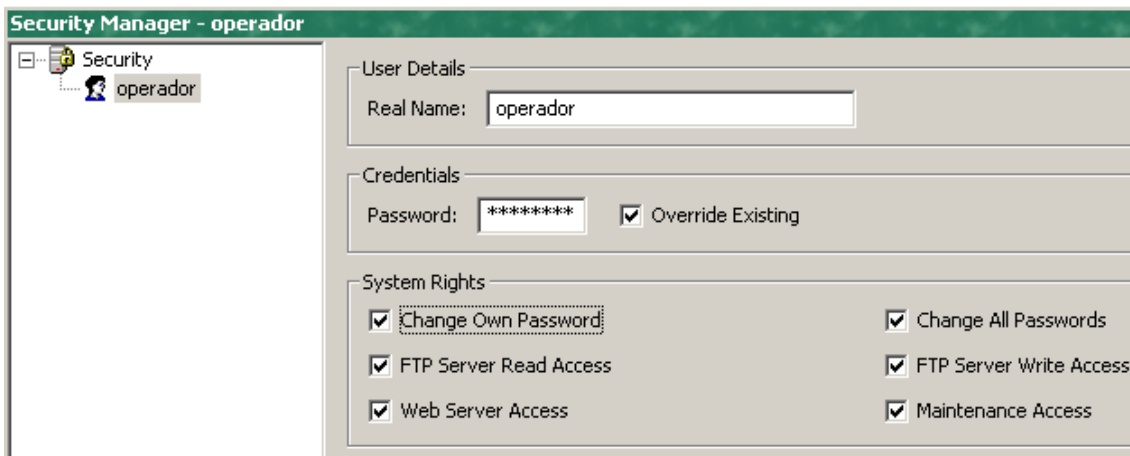 Security Manager - operador
Security
operador
User Details
Real Name: operador
Credentials
Password: ******** Override Existing
System Rights
Change Own Password Change All Passwords
FTP Server Read Access FTP Server Write Access
Web Server Access Maintenance Access